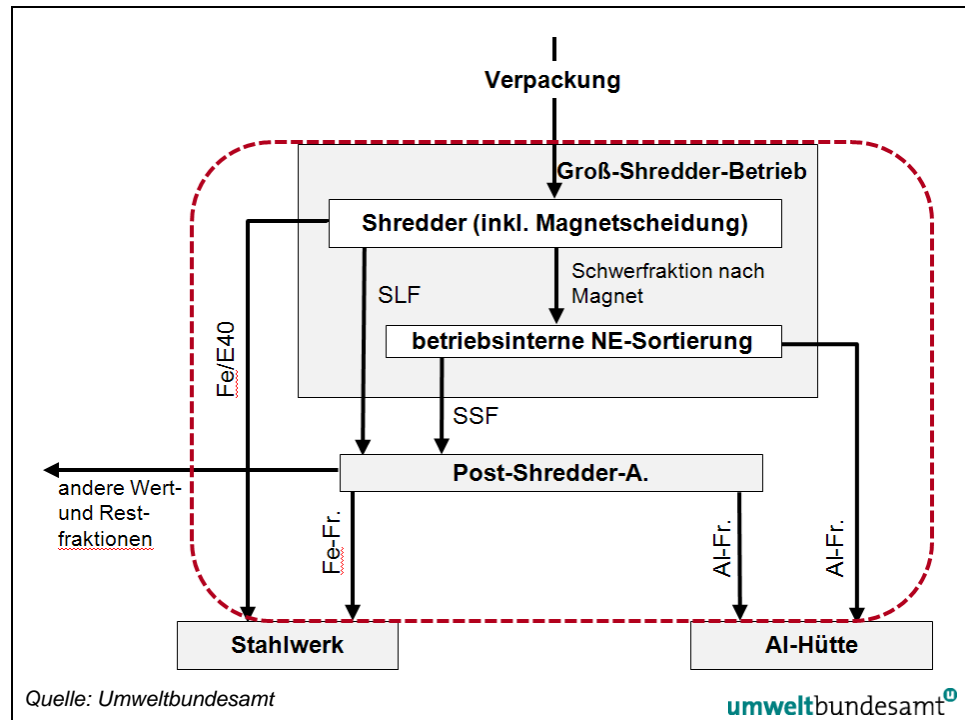 Verpackung
Groß-Shredder-Betrieb
Shredder (inkl. Magnetscheidung)
Schwerfraktion nach
Magnet
SLF
Fe/E40
betriebsinterne NE-Sortierung
SSF
Post-Shredder-A.
andere Wert-
und Rest-
fraktionen
Fe-Fr.
Al-Fr.
Al-Fr.
Stahlwerk
Al-Hütte
Quelle: Umweltbundesamt
umweltbundesamt u